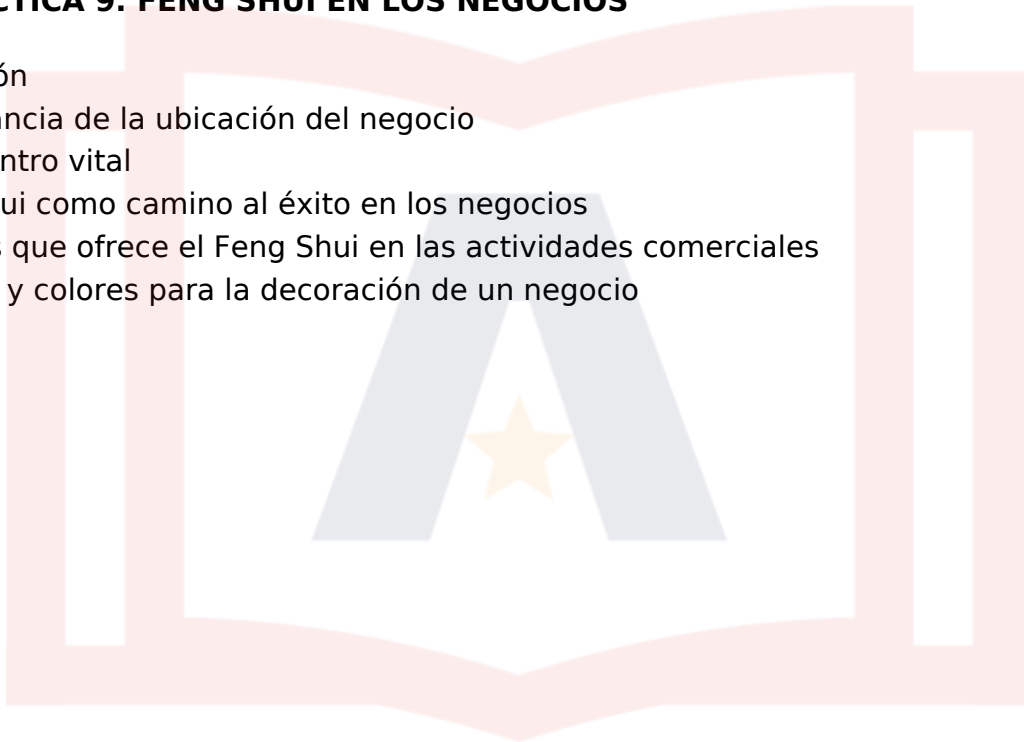 CTICA 9. FENG SHUI EN LOS NEGOCIOS
ón
ancia de la ubicación del negocio
ntro vital
ui como camino al éxito en los negocios
s que ofrece el Feng Shui en las actividades comerciales
y colores para la decoración de un negocio